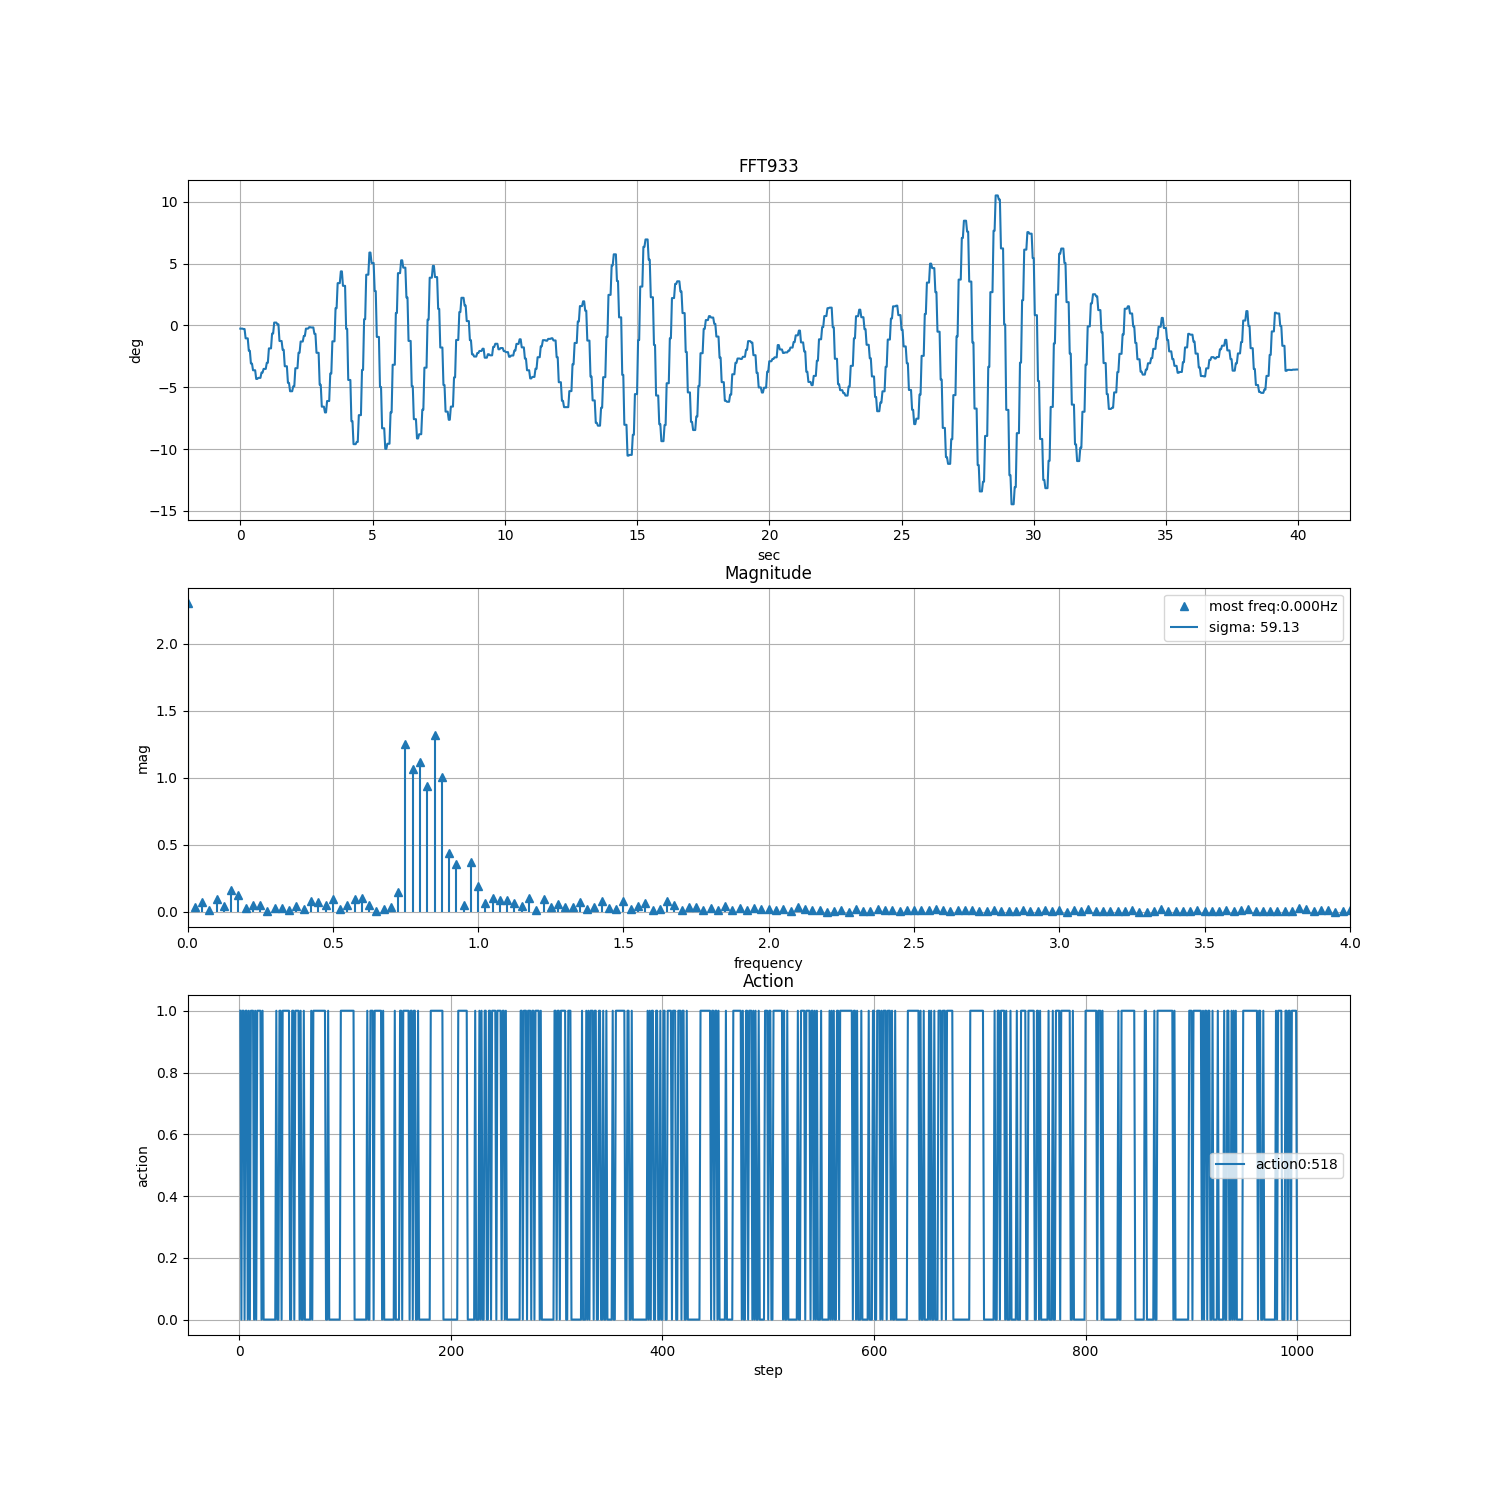 FFT933
10
5
0
−5
−10
−15
deg
0 5 10 15 20 25 30 35 40
sec
Magnitude
most freq:0.000Hz
sigma: 59.13
2.0
1.5
1.0
0.5
0.0
mag
0.0 0.5 1.0 1.5 2.0 2.5 3.0 3.5 4.0
frequency
Action
1.0
0.8
0.6
0.4
0.2
0.0
action
action0:518
0 200 400 600 800 1000
step